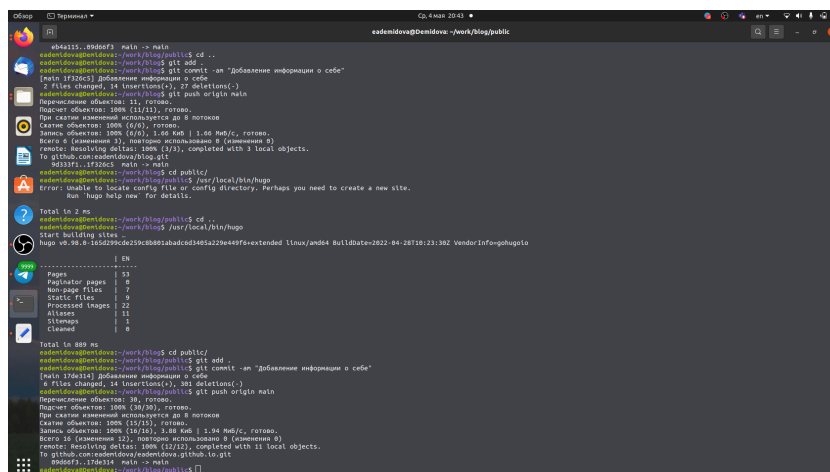 Обзор
Терминал
Ср, 4 мая 20:43
en
eademidova@Demidova: ~/work/blog/public
eb4a115..09d66f3 main -> main
eademidova@Demidova:~/work/blog/public$ cd ..
eademidova@Demidova:~/work/blog$ git add .
eademidova@Demidova:~/work/blog$ git commit -am "Добавление информации о себе"
[main 1f326c5] Добавление информации о себе
2 files changed, 14 insertions(+), 27 deletions(-)
eademidova@Demidova:~/work/blog$ git push origin main
Перечисление объектов: 11, готово.
Подсчет объектов: 100% (11/11), готово.
При сжатии изменений используется до 8 потоков
Сжатие объектов: 100% (6/6), готово.
Запись объектов: 100% (6/6), 1.66 КиБ | 1.66 МиБ/с, готово.
Всего 6 (изменения 3), повторно использовано 0 (изменения 0)
remote: Resolving deltas: 100% (3/3), completed with 3 local objects.
To github.com:eademidova/blog.git
9d333f1..1f326c5 main -> main
eademidova@Demidova:~/work/blog$ cd public/
eademidova@Demidova:~/work/blog/public$ /usr/local/bin/hugo
Error: Unable to locate config file or config directory. Perhaps you need to create a new site.
Run `hugo help new` for details.
Total in 2 ms
eademidova@Demidova:~/work/blog/public$ cd ..
eademidova@Demidova:~/work/blog$ /usr/local/bin/hugo
Start building sites …
hugo v0.98.0-165d299cde259c8b801abadc6d3405a229e449f6+extended linux/amd64 BuildDate=2022-04-28T10:23:30Z VendorInfo=gohugoio
| EN
-------------------+-----
Pages | 53
Paginator pages | 0
Non-page files | 7
Static files | 9
Processed images | 22
Aliases | 11
Sitemaps | 1
Cleaned | 0
Total in 889 ms
eademidova@Demidova:~/work/blog$ cd public/
eademidova@Demidova:~/work/blog/public$ git add .
eademidova@Demidova:~/work/blog/public$ git commit -am "Добавление информации о себе"
[main 17de314] Добавление информации о себе
6 files changed, 14 insertions(+), 301 deletions(-)
eademidova@Demidova:~/work/blog/public$ git push origin main
Перечисление объектов: 30, готово.
Подсчет объектов: 100% (30/30), готово.
При сжатии изменений используется до 8 потоков
Сжатие объектов: 100% (15/15), готово.
Запись объектов: 100% (16/16), 3.88 КиБ | 1.94 МиБ/с, готово.
Всего 16 (изменения 12), повторно использовано 0 (изменения 0)
remote: Resolving deltas: 100% (12/12), completed with 11 local objects.
To github.com:eademidova/eademidova.github.io.git
09d66f3..17de314 main -> main
eademidova@Demidova:~/work/blog/public$
9999